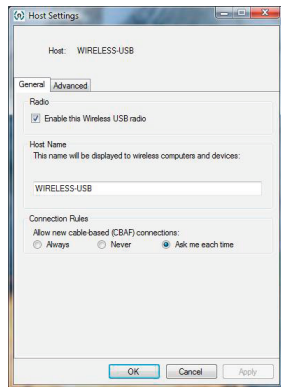 Host Settings
Host: WIRELESS-USB
General Advanced
Radio
Enable this Wireless USB radio
Host Name
This name will be displayed to wireless computers and devices:
WIRELESS-USB
Connection Rules
Allow new cable-based (CBAF) connections:
Always Never Ask me each time
OK Cancel Apply